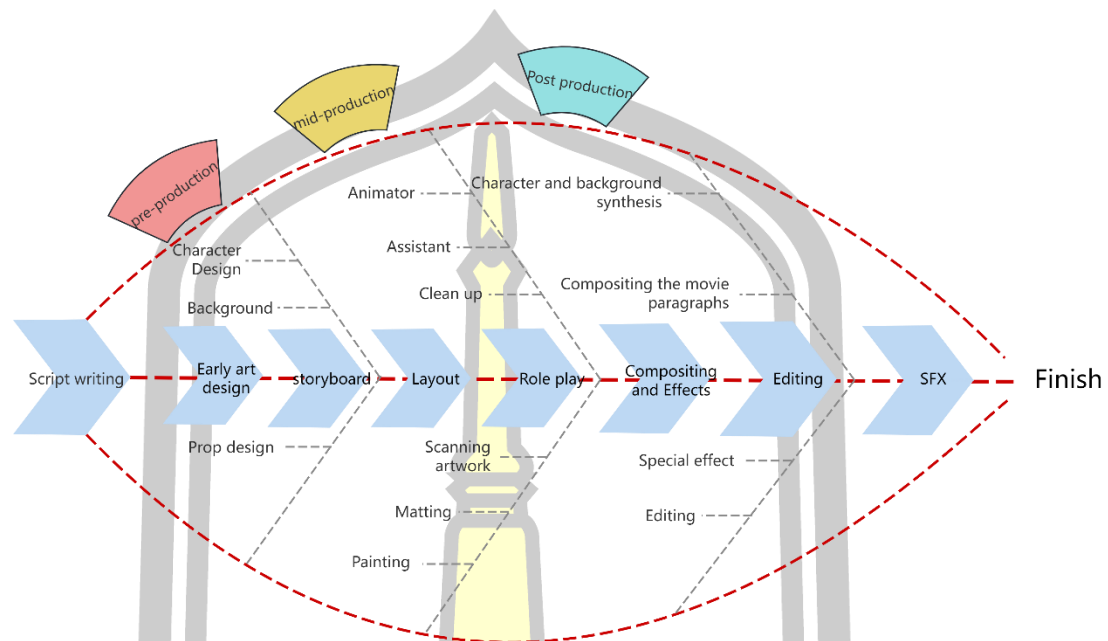 pre-production
mid-production
Post production
Character
Design
Background
Animator
Assistant
Clean up
Character and background
synthesis
Compositing the movie
paragraphs
Script writing
Early art
design
storyboard
Layout
Role play
Compositing
and Effects
Editing
SFX
Finish
Prop design
Scanning
artwork
Matting
Painting
Special effect
Editing